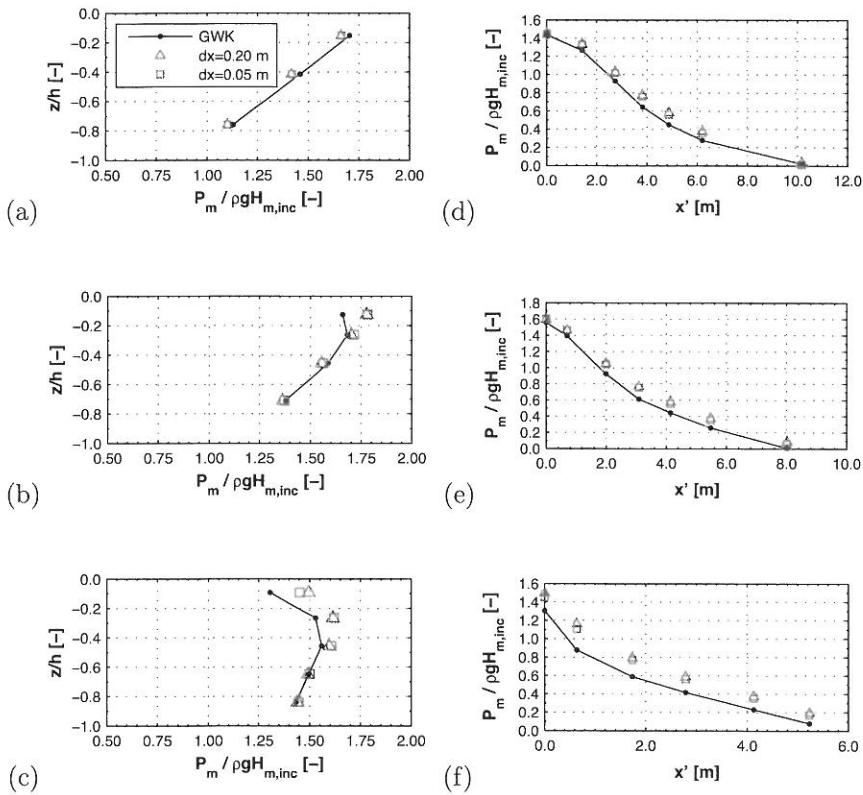 0.0
−0.2
−0.4
−0.6
−0.8
−1.0
z/h [−]
GWK
dx=0.20 m
dx=0.05 m
0.50 0.75 1.00 1.25 1.50 1.75 2.00
P_m / ρgH_m,inc [−]
(a)
1.6
1.4
1.2
1.0
0.8
0.6
0.4
0.2
0.0
P_m / ρgH_m,inc [−]
0.0 2.0 4.0 6.0 8.0 10.0 12.0
x' [m]
(d)
0.0
−0.2
−0.4
−0.6
−0.8
−1.0
z/h [−]
0.50 0.75 1.00 1.25 1.50 1.75 2.00
P_m / ρgH_m,inc [−]
(b)
1.8
1.6
1.4
1.2
1.0
0.8
0.6
0.4
0.2
0.0
P_m / ρgH_m,inc [−]
0.0 2.0 4.0 6.0 8.0 10.0
x' [m]
(e)
0.0
−0.2
−0.4
−0.6
−0.8
−1.0
z/h [−]
0.50 0.75 1.00 1.25 1.50 1.75 2.00
P_m / ρgH_m,inc [−]
(c)
1.6
1.4
1.2
1.0
0.8
0.6
0.4
0.2
0.0
P_m / ρgH_m,inc [−]
0.0 2.0 4.0 6.0
x' [m]
(f)